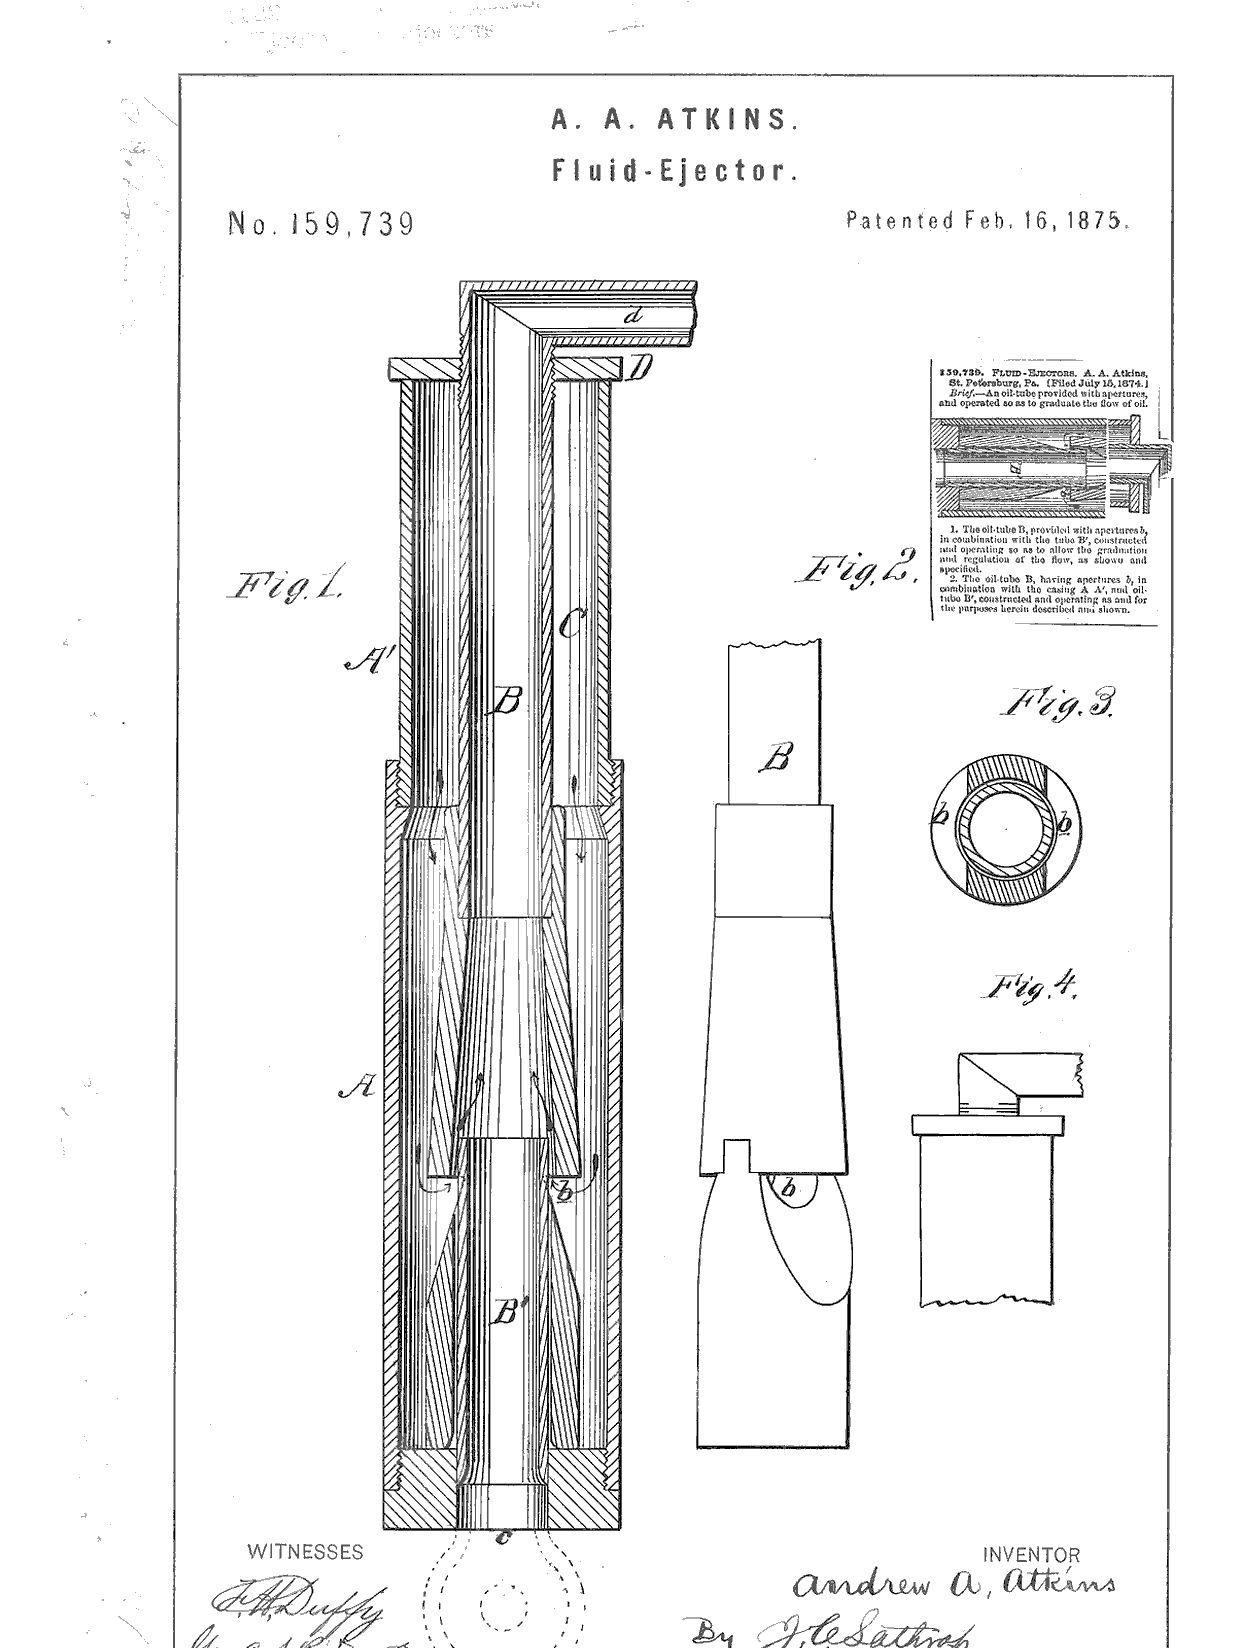 A. A. ATKINS.
Fluid-Ejector.
No. 159,739
Patented Feb. 16, 1875.
d
D
159,739. FLUID-EJECTORS. A. A. Atkins,
St. Petersburg, Pa. [Filed July 15, 1874.]
Brief.—An oil-tube provided with apertures,
and operated so as to graduate the flow of oil.
B'
1. The oil-tube B, provided with apertures b,
in combination with the tube B', constructed
and operating so as to allow the graduation
and regulation of the flow, as shown and
specified.
2. The oil-tube B, having apertures b, in
combination with the casing A A', and oil-
tube B', constructed and operating as and for
the purposes herein described and shown.
Fig. 1.
Fig. 2.
C
A'
B
Fig. 3.
B
b
b
Fig. 4.
A
b
b
B'
c
WITNESSES
INVENTOR
Andrew A, Atkins
By J. C. Lathrop